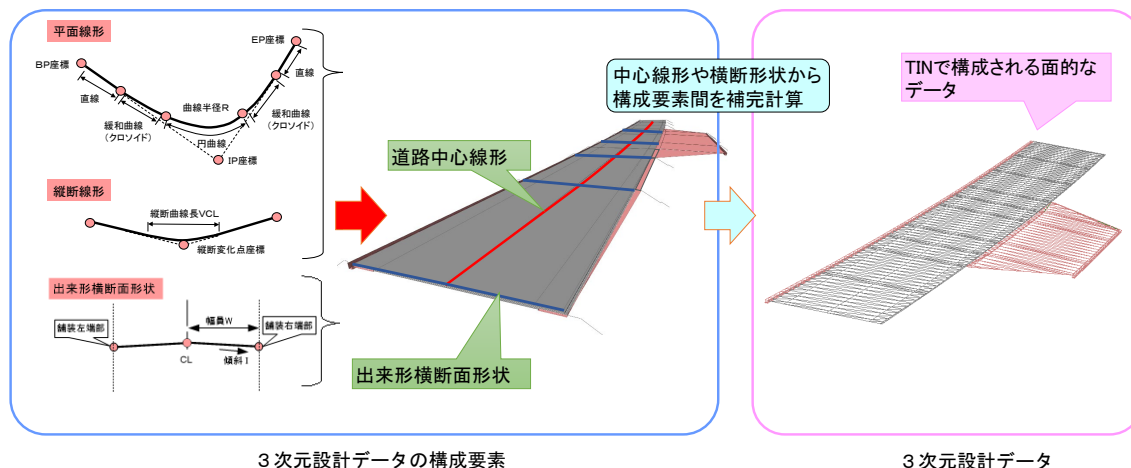 平面線形
BP座標
直線
緩和曲線
(クロソイド)
曲線半径R
円曲線
IP座標
緩和曲線
(クロソイド)
直線
EP座標
縦断線形
縦断曲線長VCL
縦断変化点座標
出来形横断面形状
舗装左端部
幅員W
舗装右端部
CL
傾斜 I
道路中心線形
出来形横断面形状
中心線形や横断形状から
構成要素間を補完計算
TINで構成される面的な
データ
３次元設計データの構成要素
３次元設計データ